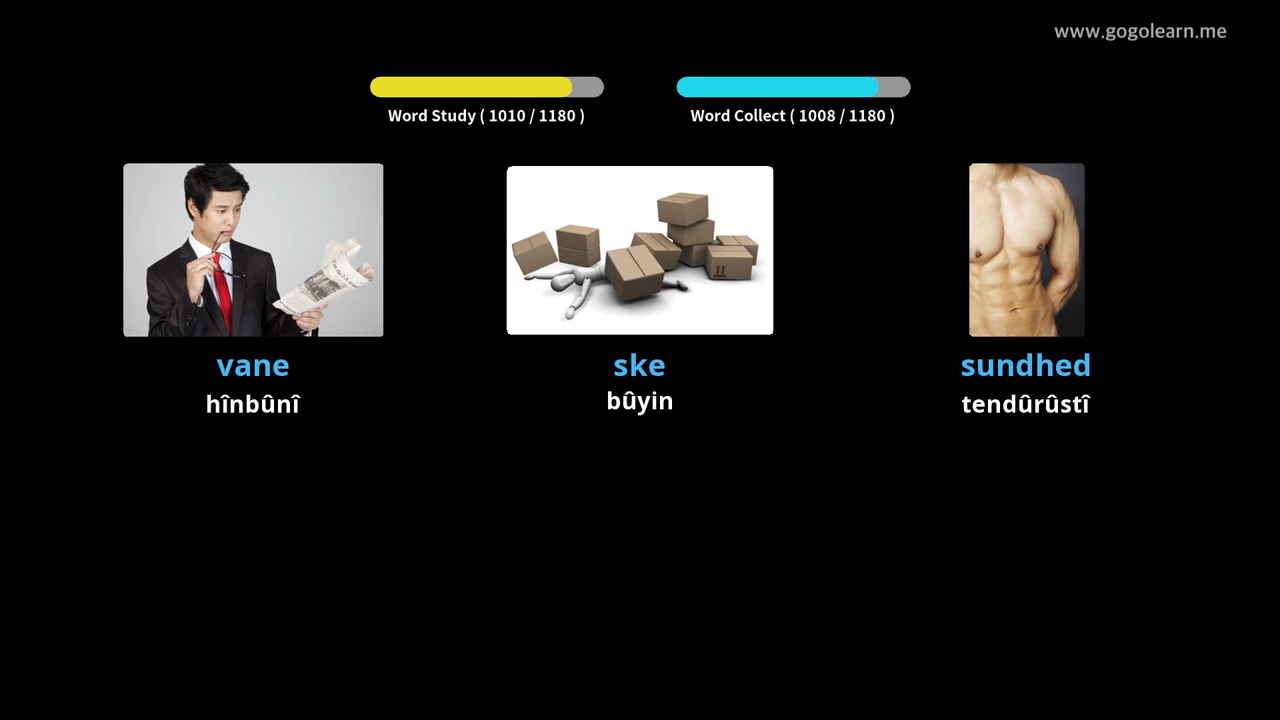 www.gogolearn.me
Word Study ( 1010 / 1180 )
Word Collect ( 1008 / 1180 )
vane
ske
sundhed
hînbûnî
bûyin
tendûrûstî